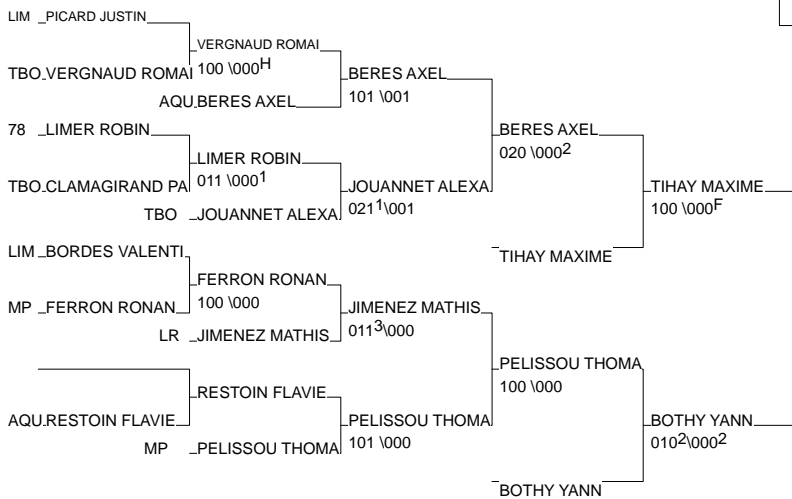 LIM PICARD JUSTIN
VERGNAUD ROMAI
TBO VERGNAUD ROMAI 100 \000H
BERES AXEL
AQU BERES AXEL 101 \001
78 LIMER ROBIN
BERES AXEL
020 \0002
LIMER ROBIN
TBO CLAMAGIRAND PA 011 \0001
JOUANNET ALEXA
TIHAY MAXIME
TBO JOUANNET ALEXA 0211\001
100 \000F
LIM BORDES VALENTI
TIHAY MAXIME
FERRON RONAN
MP FERRON RONAN 100 \000
JIMENEZ MATHIS
LR JIMENEZ MATHIS 0113\000
PELISSOU THOMA
100 \000
RESTOIN FLAVIE
AQU RESTOIN FLAVIE
PELISSOU THOMA
BOTHY YANN
MP PELISSOU THOMA 101 \000
0102\0002
BOTHY YANN